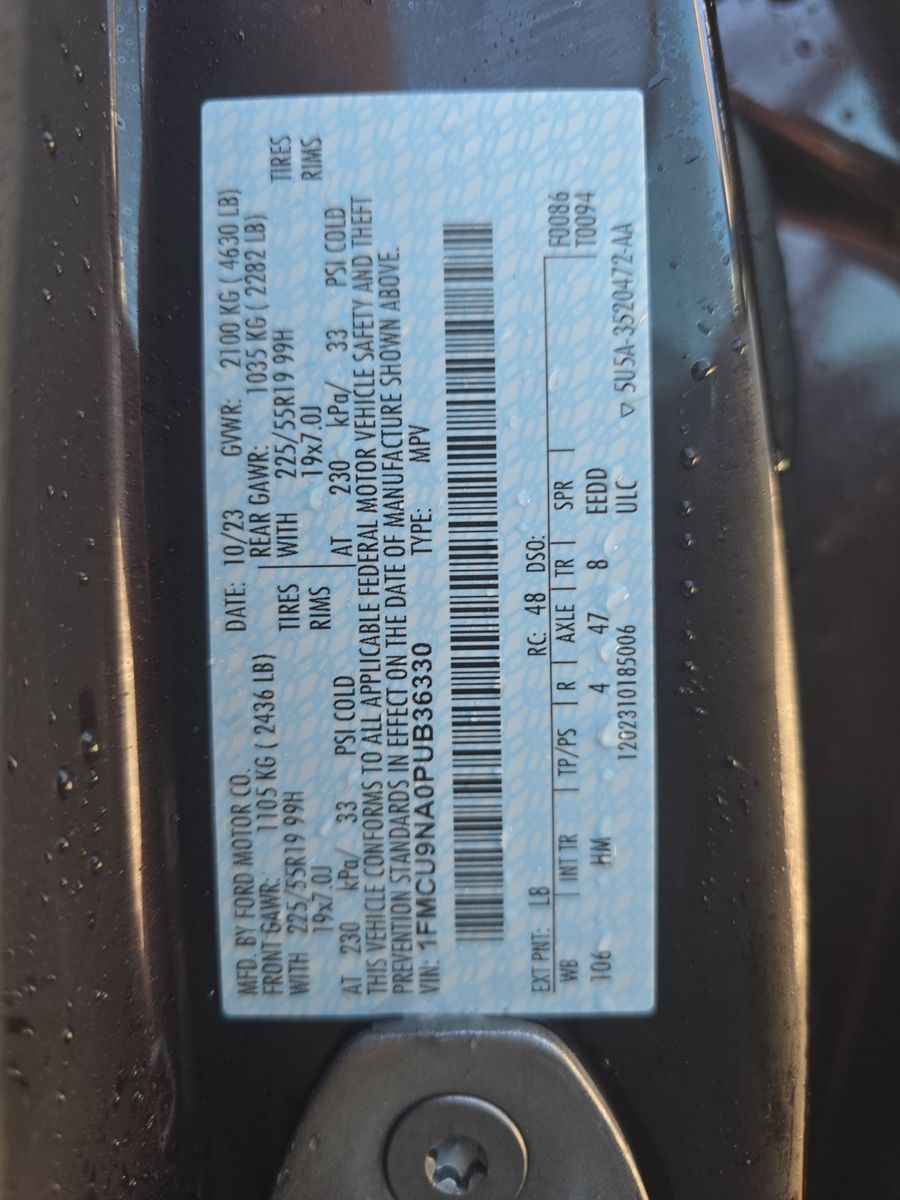 MFD. BY FORD MOTOR CO. DATE: 10/23 GVWR: 2100 KG ( 4630 LB)
FRONT GAWR: 1105 KG ( 2436 LB) REAR GAWR: 1035 KG ( 2282 LB)
WITH 225/55R19 99H TIRES WITH 225/55R19 99H TIRES
19x7.0J RIMS 19x7.0J RIMS
AT 230 kPa/ 33 PSI COLD AT 230 kPa/ 33 PSI COLD
THIS VEHICLE CONFORMS TO ALL APPLICABLE FEDERAL MOTOR VEHICLE SAFETY AND THEFT
PREVENTION STANDARDS IN EFFECT ON THE DATE OF MANUFACTURE SHOWN ABOVE.
VIN: 1FMCU9NA0PUB36330 TYPE: MPV
EXT PNT: L8 RC: 48 DSO: F0086
WB INT TR TP/PS R AXLE TR SPR T0094
106 HM 4 47 8 EEDD
1202310185006 ULC ▽ 5U5A-3520472-AA